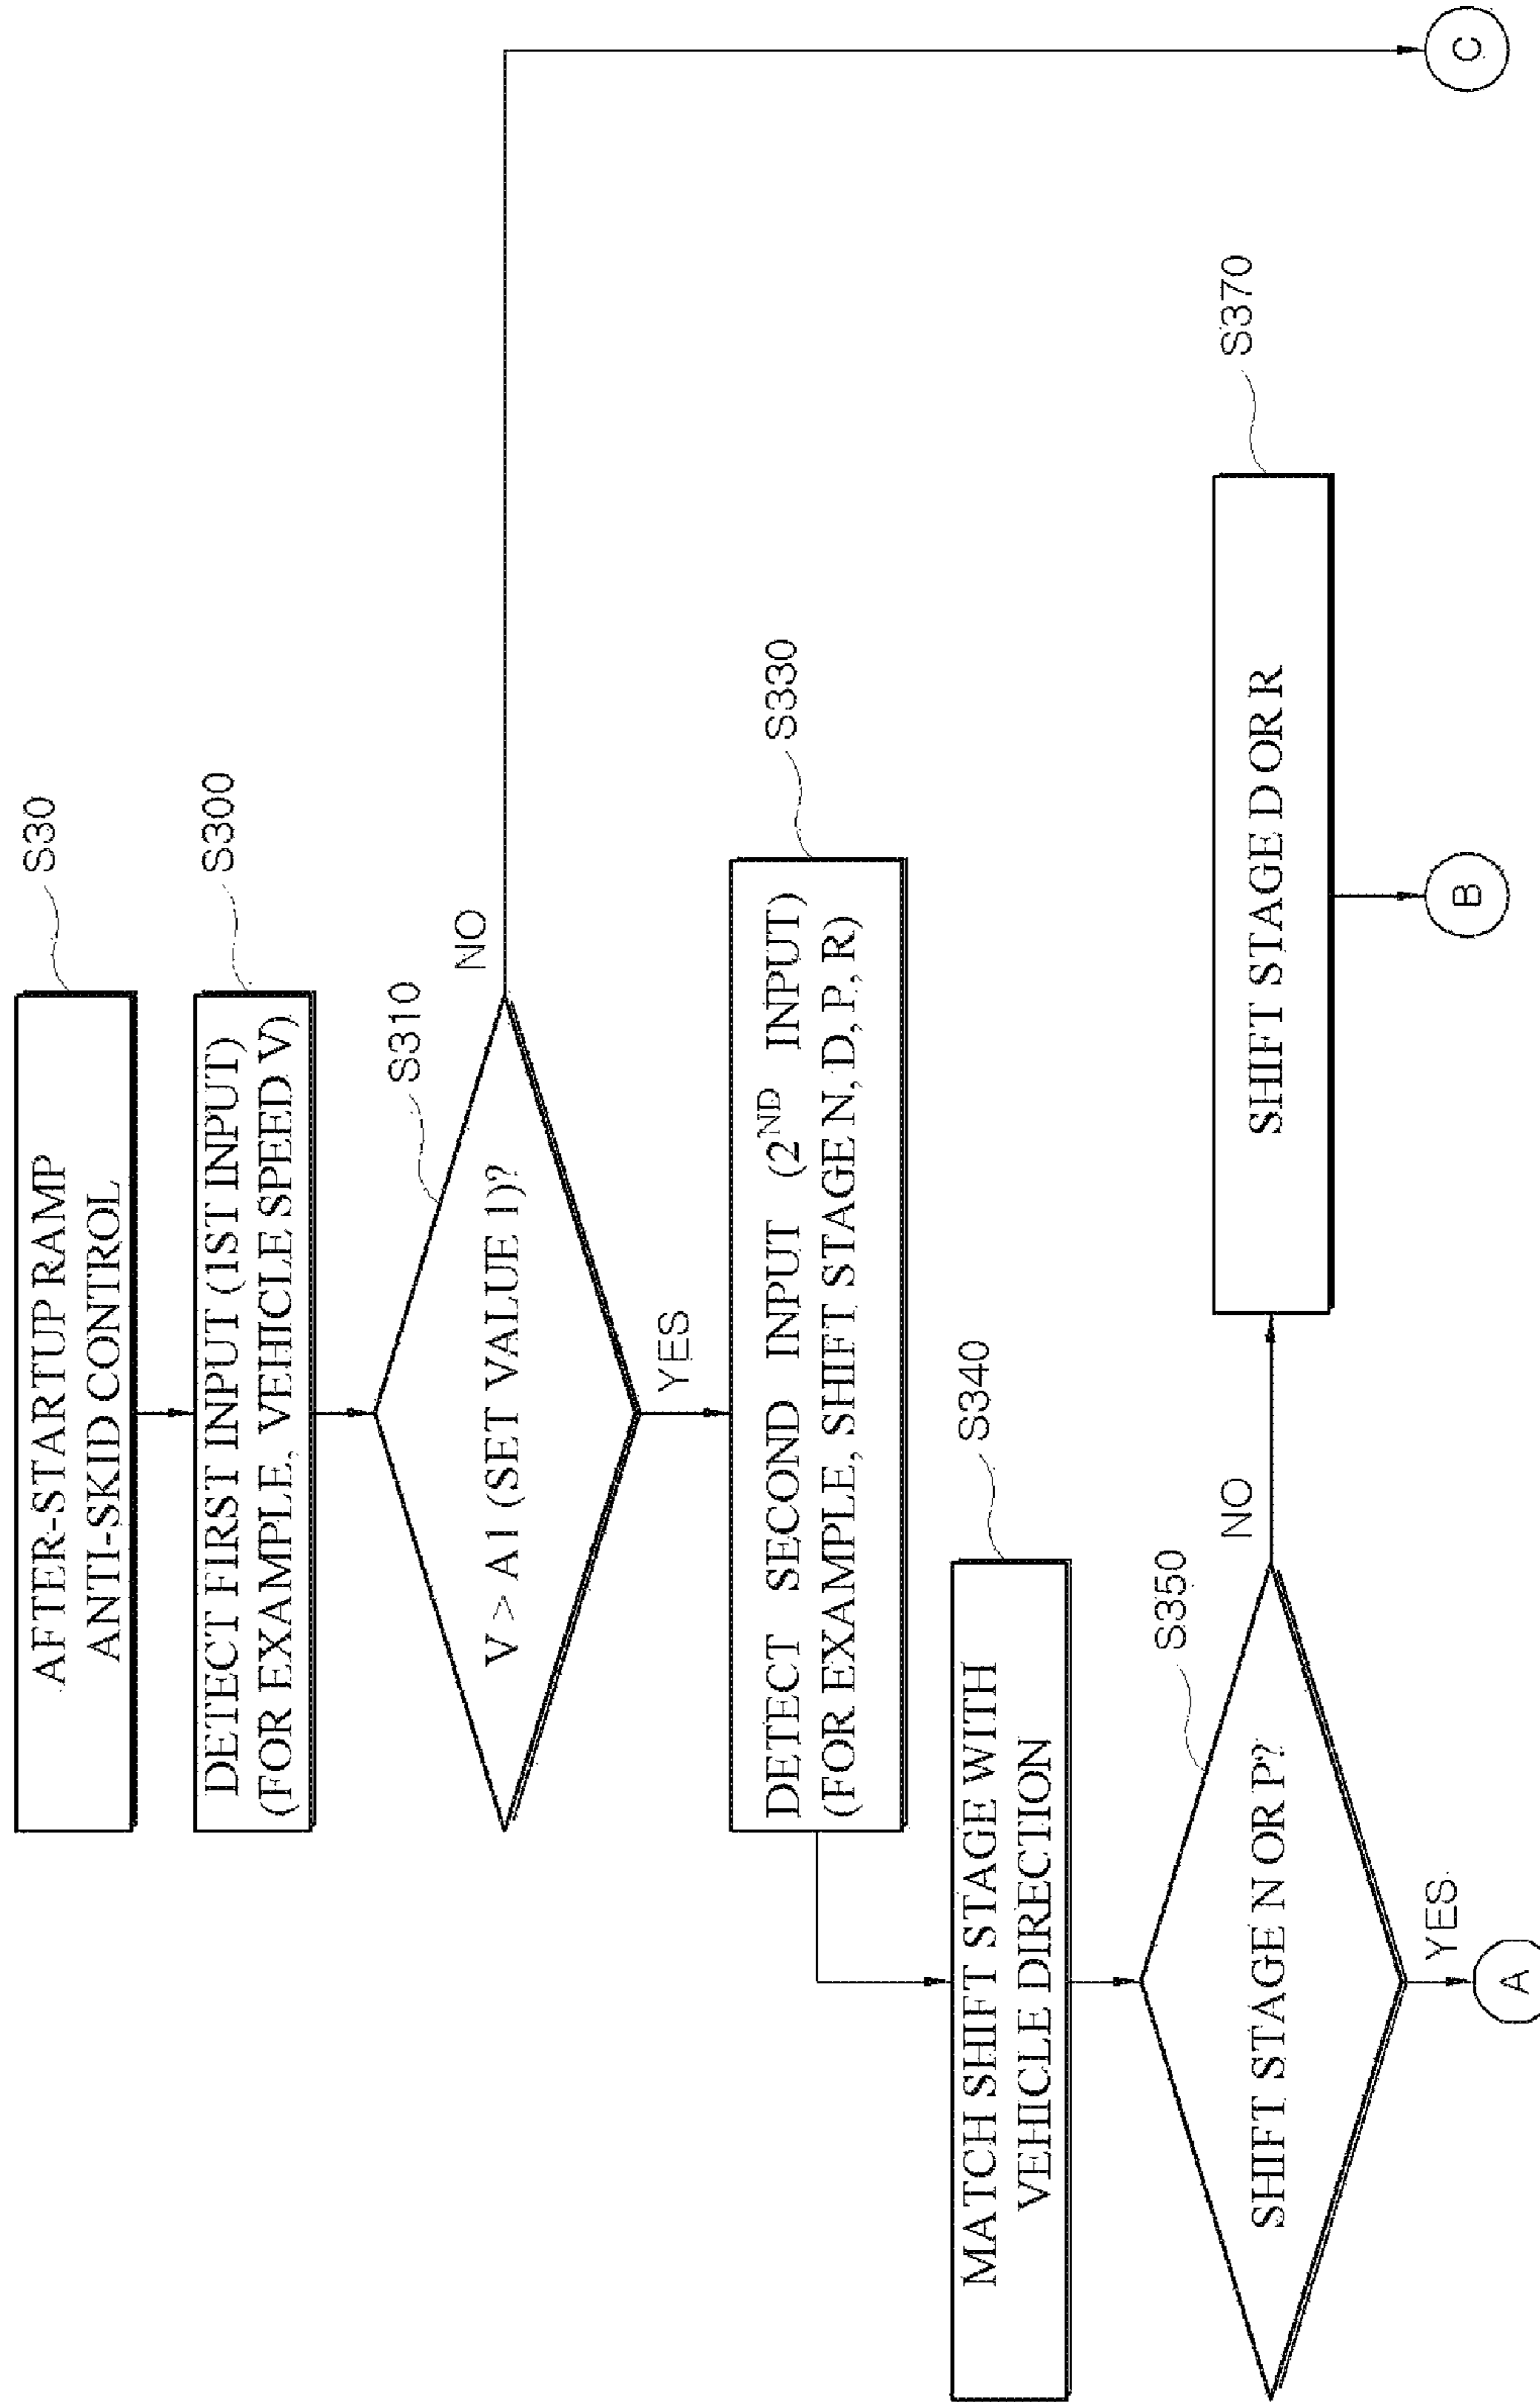 AFTER-STARTUP RAMP
ANTI-SKID CONTROL
S30
DETECT FIRST INPUT (1ST INPUT)
(FOR EXAMPLE, VEHICLE SPEED V)
S300
V > A1 (SET VALUE 1)?
S310
NO
YES
DETECT SECOND INPUT (2ND INPUT)
(FOR EXAMPLE, SHIFT STAGE N, D, P, R)
S330
MATCH SHIFT STAGE WITH
VEHICLE DIRECTION
S340
SHIFT STAGE N OR P?
S350
NO
SHIFT STAGE D OR R
S370
YES
A
B
C